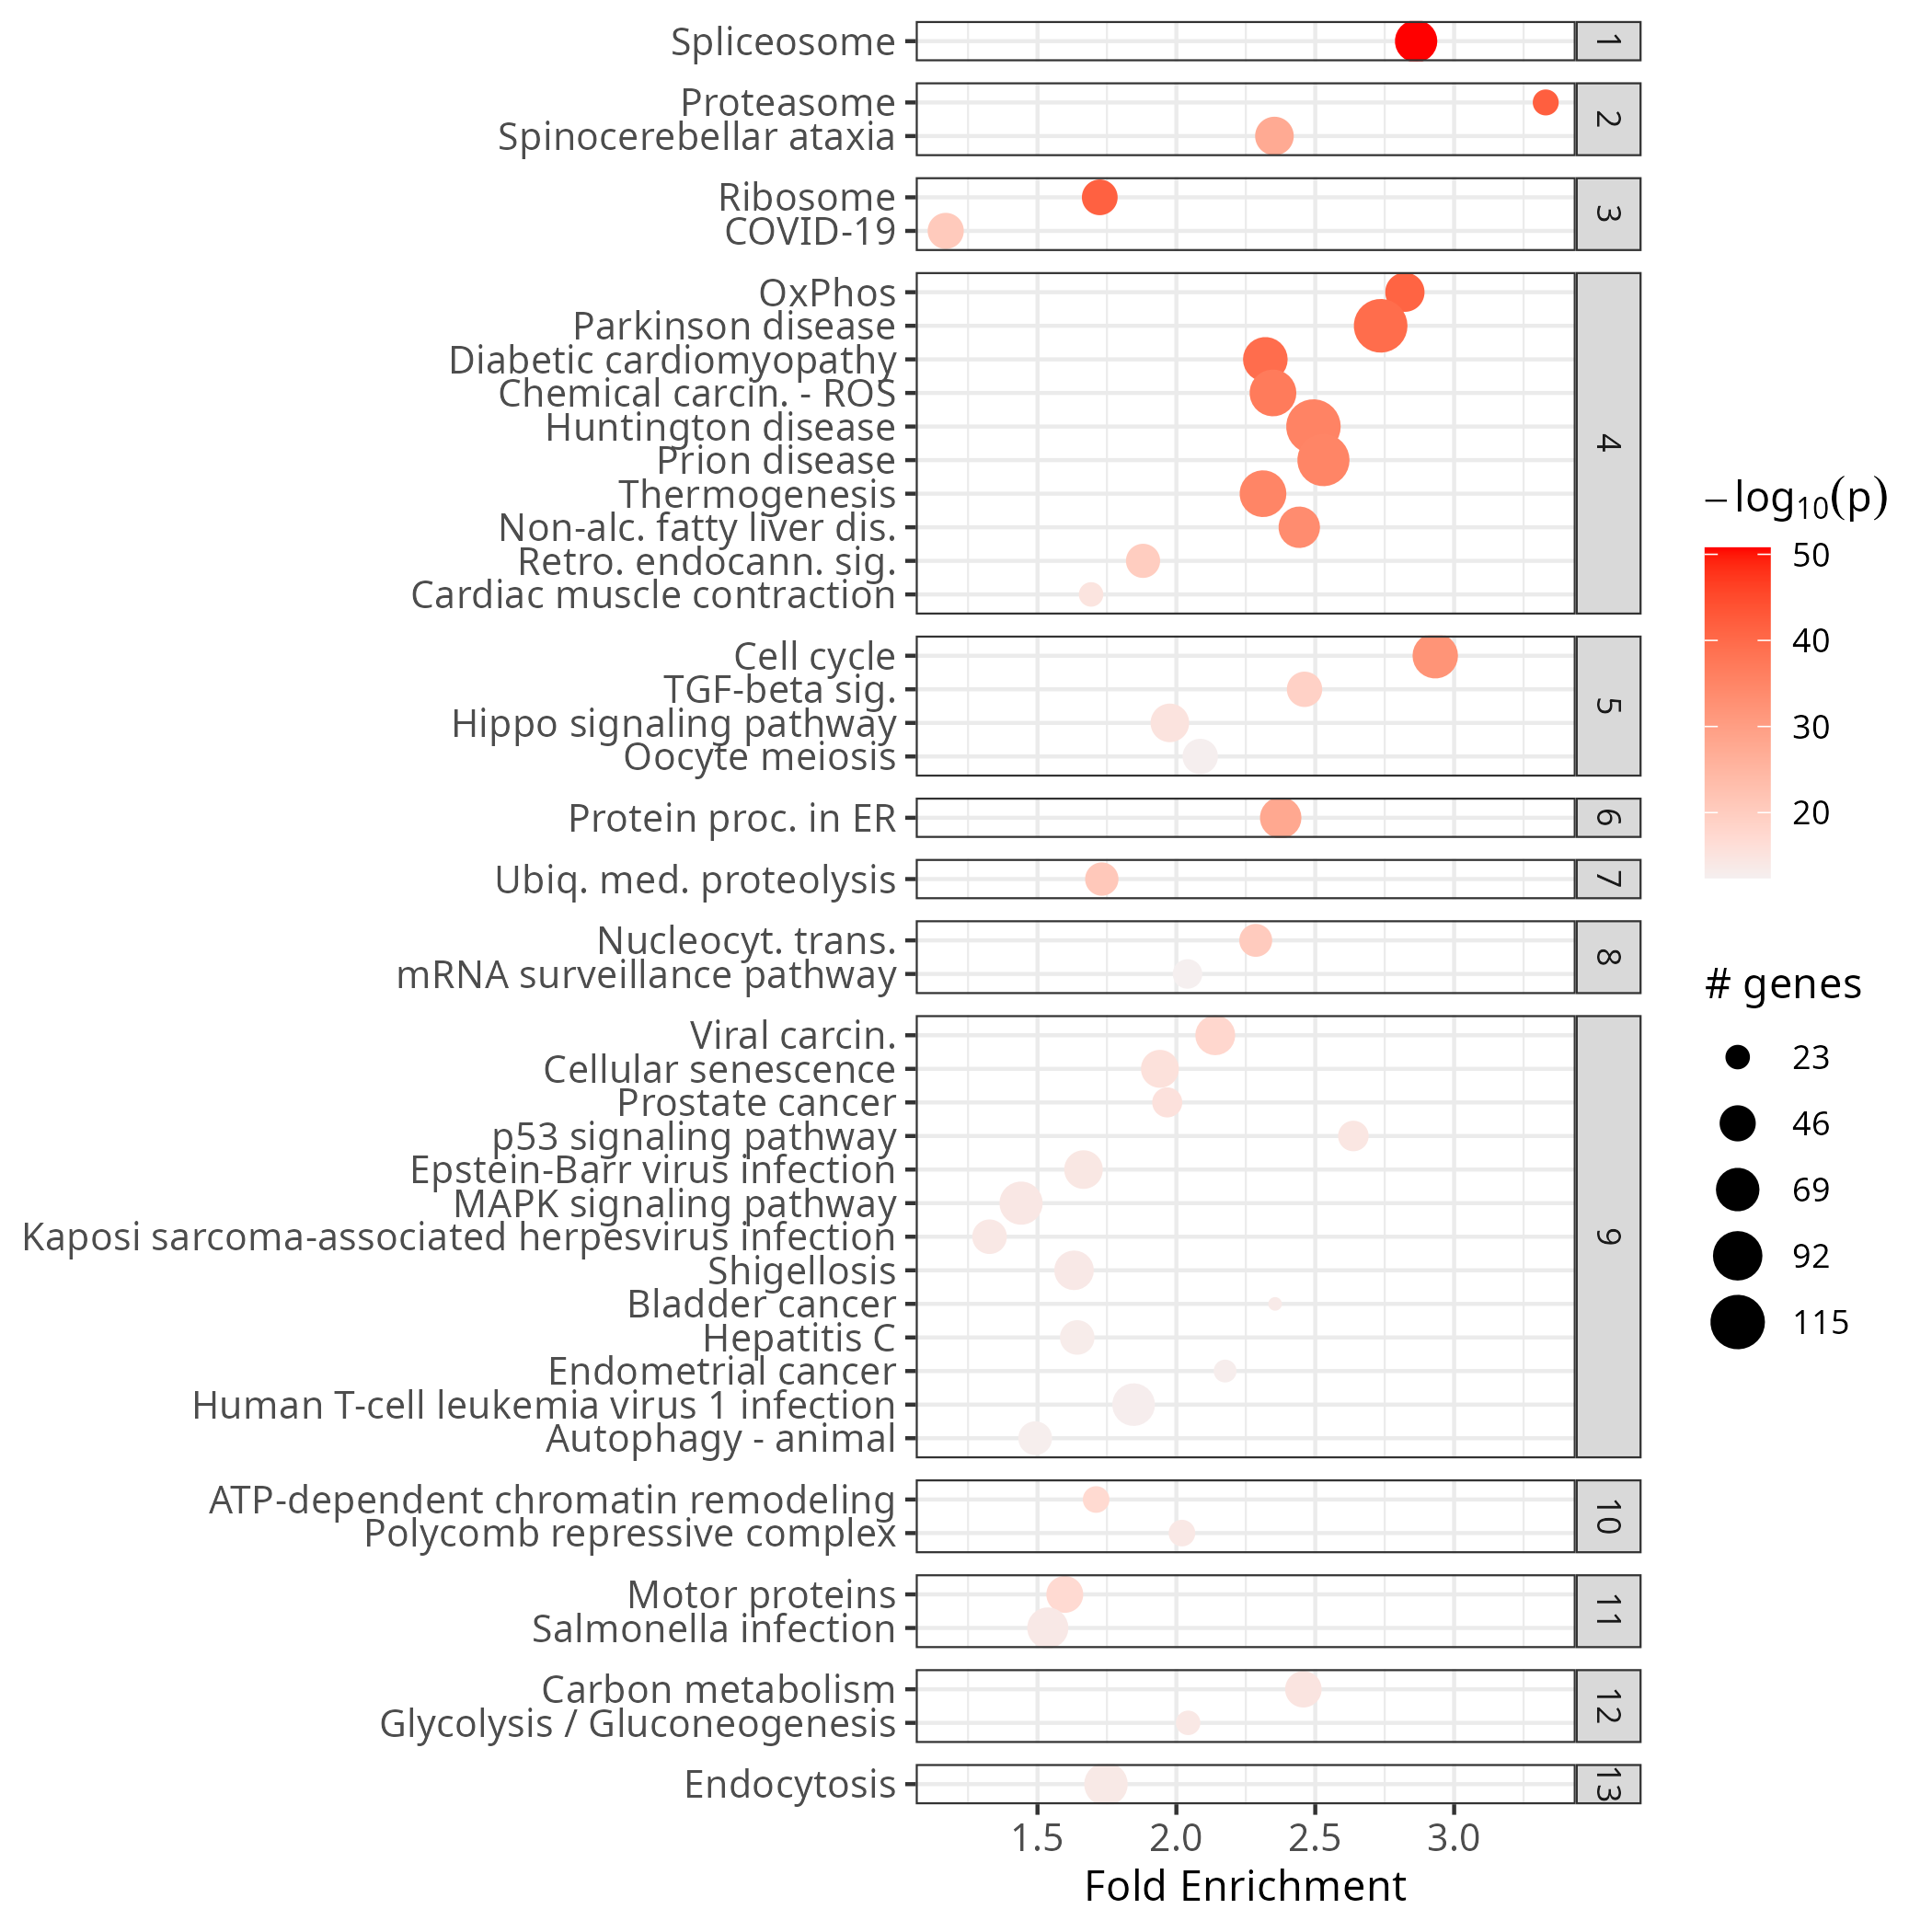 Spliceosome
1
Proteasome
Spinocerebellar ataxia
2
Ribosome
COVID-19
3
OxPhos
Parkinson disease
Diabetic cardiomyopathy
Chemical carcin. - ROS
Huntington disease
Prion disease
Thermogenesis
Non-alc. fatty liver dis.
Retro. endocann. sig.
Cardiac muscle contraction
4
Cell cycle
TGF-beta sig.
Hippo signaling pathway
Oocyte meiosis
5
Protein proc. in ER
6
Ubiq. med. proteolysis
7
Nucleocyt. trans.
mRNA surveillance pathway
8
Viral carcin.
Cellular senescence
Prostate cancer
p53 signaling pathway
Epstein-Barr virus infection
MAPK signaling pathway
Kaposi sarcoma-associated herpesvirus infection
Shigellosis
Bladder cancer
Hepatitis C
Endometrial cancer
Human T-cell leukemia virus 1 infection
Autophagy - animal
9
ATP-dependent chromatin remodeling
Polycomb repressive complex
10
Motor proteins
Salmonella infection
11
Carbon metabolism
Glycolysis / Gluconeogenesis
12
Endocytosis
13
1.5 2.0 2.5 3.0
Fold Enrichment
−log₁₀(p)
50
40
30
20
# genes
23
46
69
92
115